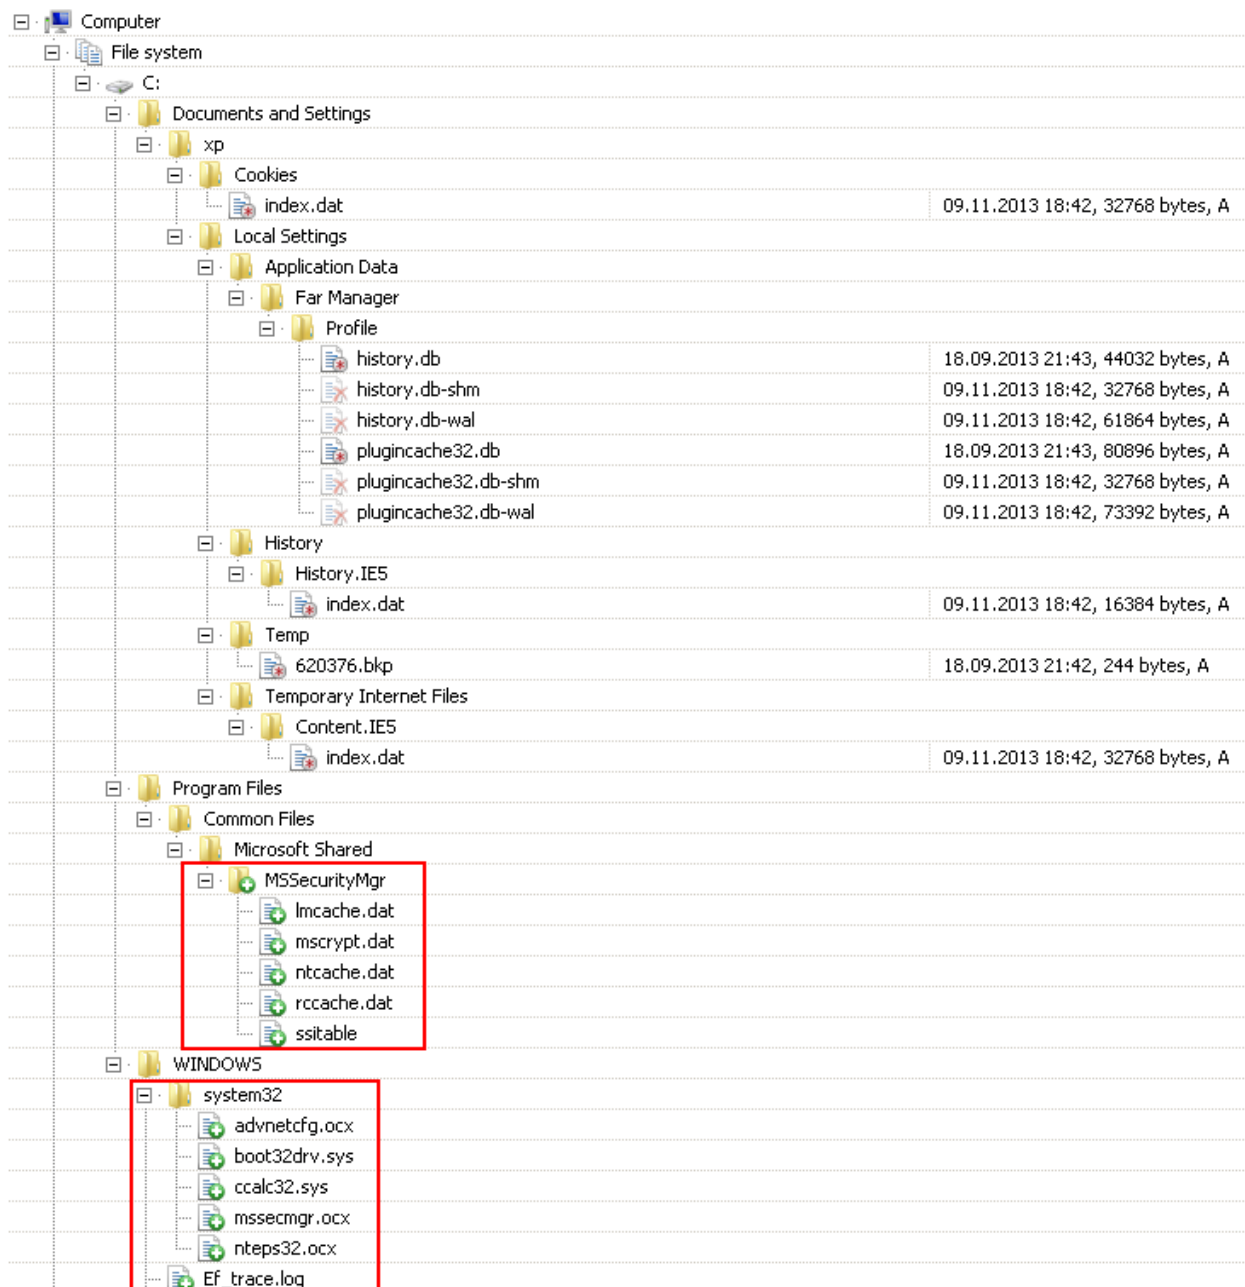 Computer
File system
C:
Documents and Settings
xp
Cookies
index.dat 09.11.2013 18:42, 32768 bytes, A
Local Settings
Application Data
Far Manager
Profile
history.db 18.09.2013 21:43, 44032 bytes, A
history.db-shm 09.11.2013 18:42, 32768 bytes, A
history.db-wal 09.11.2013 18:42, 61864 bytes, A
plugincache32.db 18.09.2013 21:43, 80896 bytes, A
plugincache32.db-shm 09.11.2013 18:42, 32768 bytes, A
plugincache32.db-wal 09.11.2013 18:42, 73392 bytes, A
History
History.IE5
index.dat 09.11.2013 18:42, 16384 bytes, A
Temp
620376.bkp 18.09.2013 21:42, 244 bytes, A
Temporary Internet Files
Content.IE5
index.dat 09.11.2013 18:42, 32768 bytes, A
Program Files
Common Files
Microsoft Shared
MSSecurityMgr
lmcache.dat
mscrypt.dat
ntcache.dat
rccache.dat
ssitable
WINDOWS
system32
advnetcfg.ocx
boot32drv.sys
ccalc32.sys
mssecmgr.ocx
nteps32.ocx
Ef_trace.log